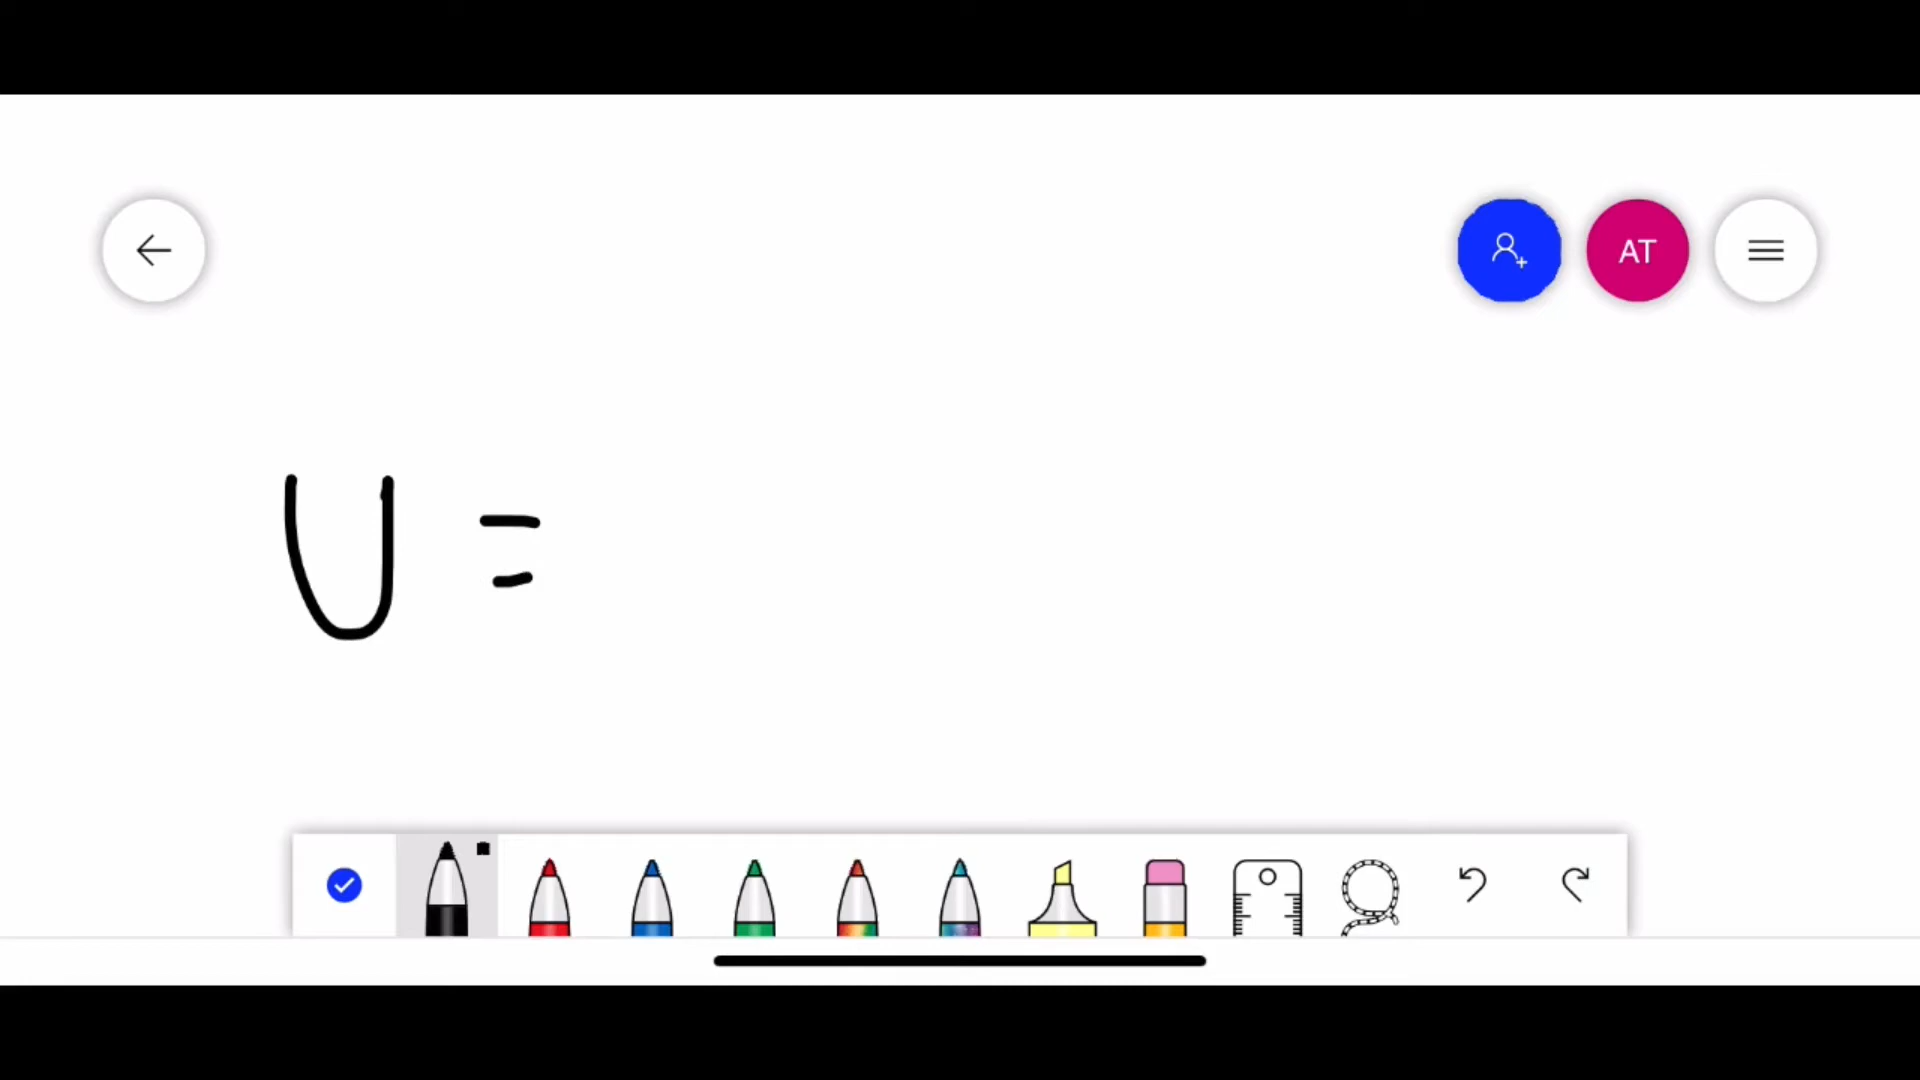 AT
U =